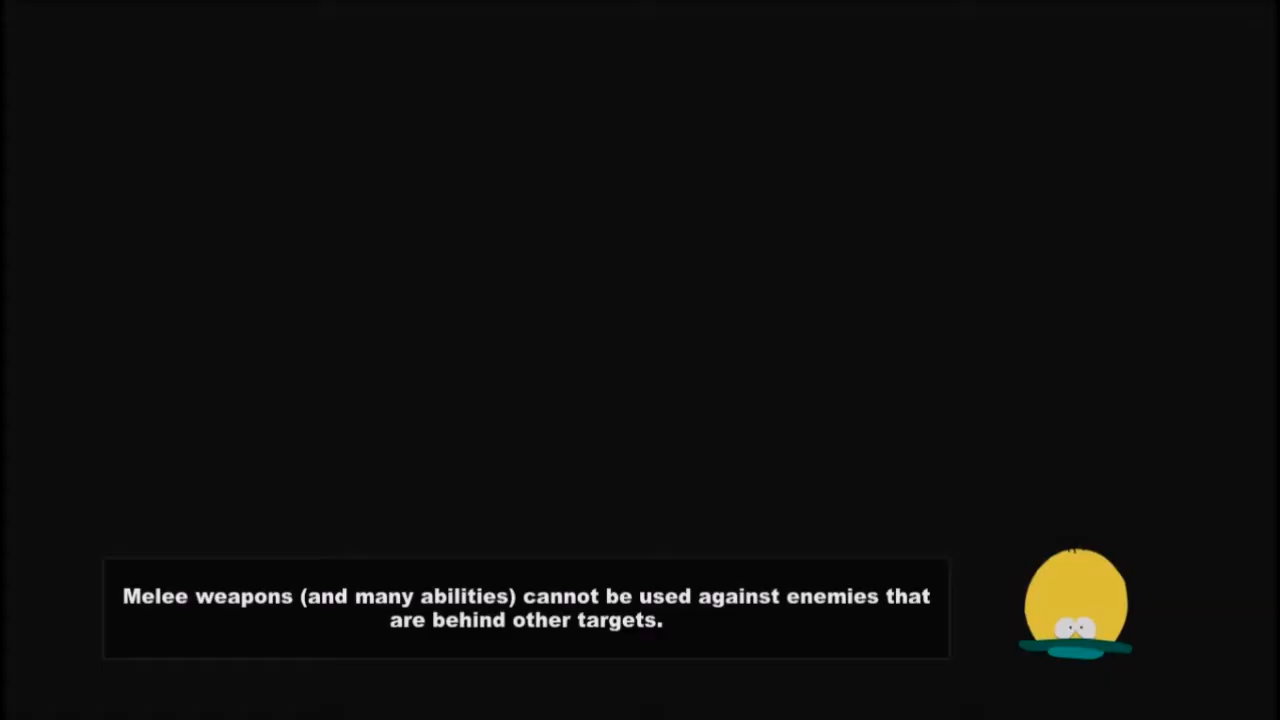 Melee weapons (and many abilities) cannot be used against enemies that
are behind other targets.